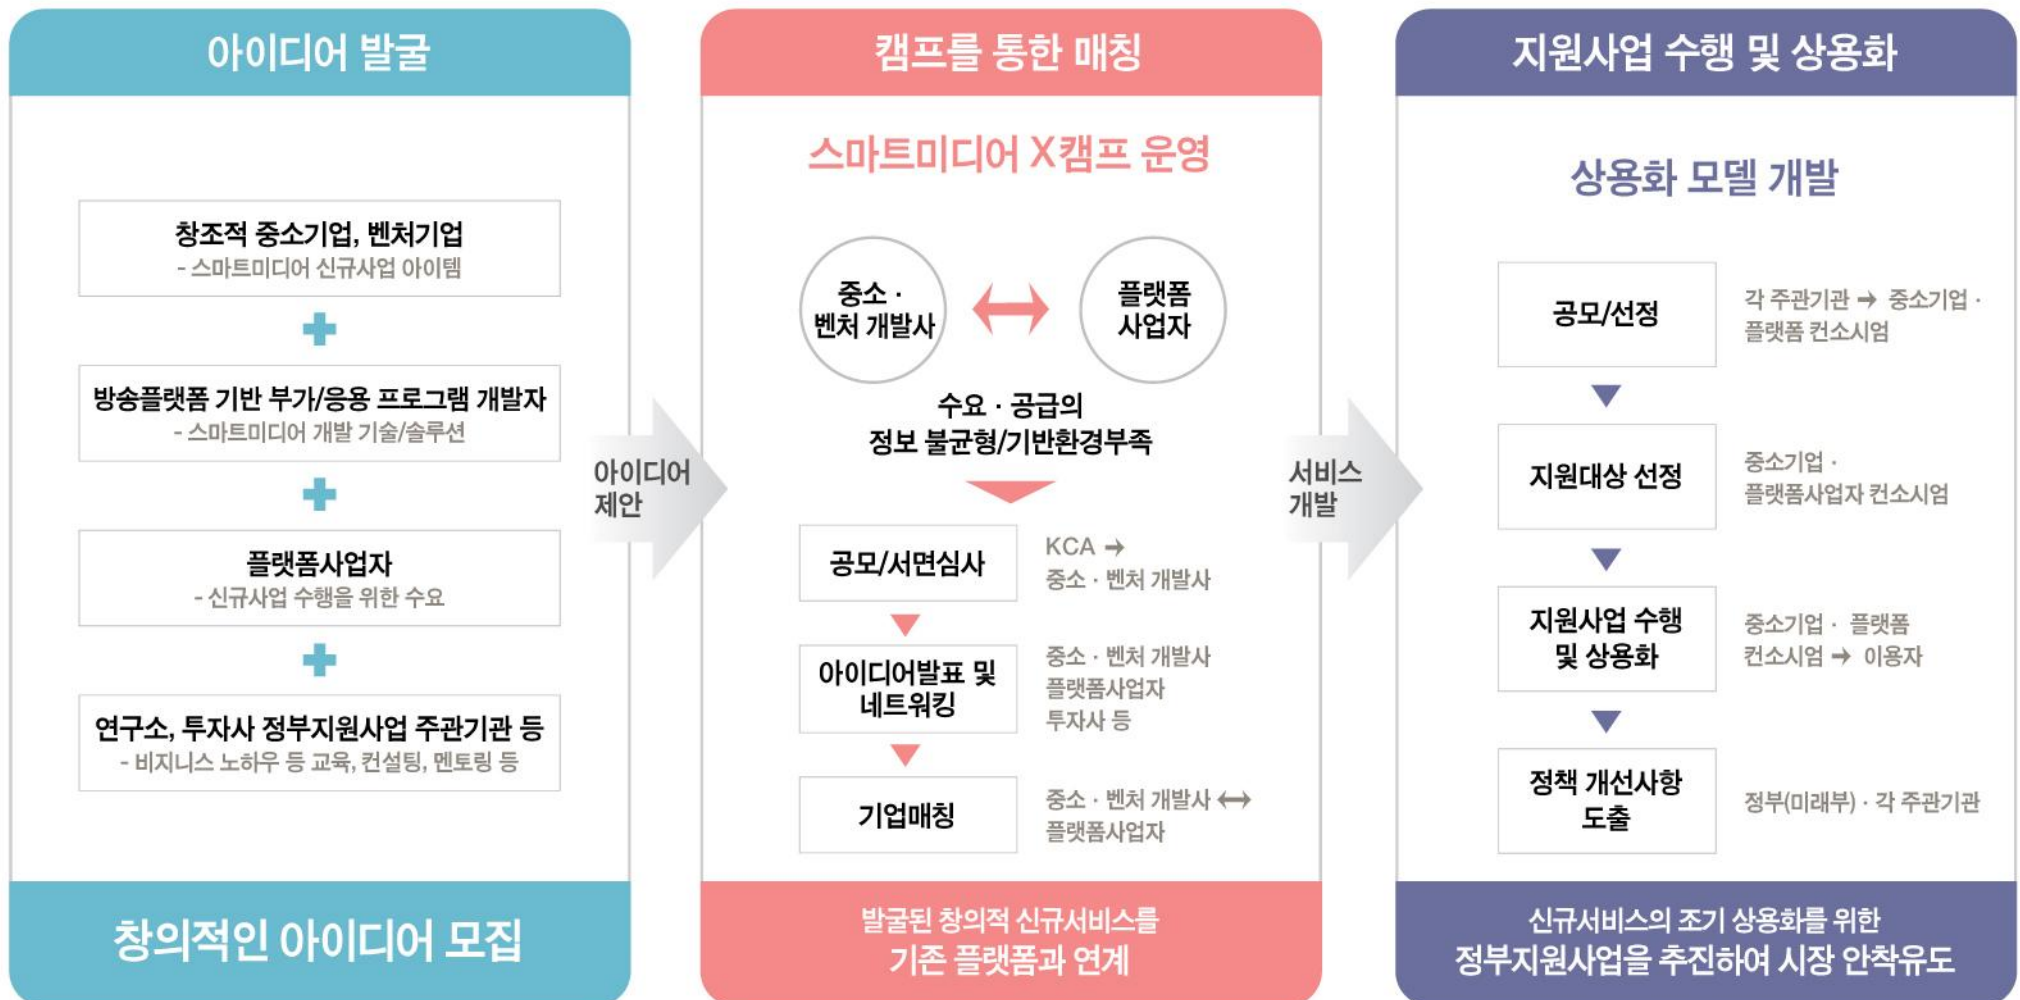 아이디어 발굴
창조적 중소기업, 벤처기업
- 스마트미디어 신규사업 아이템
방송플랫폼 기반 부가/응용 프로그램 개발자
- 스마트미디어 개발 기술/솔루션
플랫폼사업자
- 신규사업 수행을 위한 수요
연구소, 투자사 정부지원사업 주관기관 등
- 비지니스 노하우 등 교육, 컨설팅, 멘토링 등
창의적인 아이디어 모집
아이디어
제안
캠프를 통한 매칭
스마트미디어 X캠프 운영
중소 ·
벤처 개발사
플랫폼
사업자
수요 · 공급의
정보 불균형/기반환경부족
공모/서면심사
KCA →
중소 · 벤처 개발사
아이디어발표 및
네트워킹
중소 · 벤처 개발사
플랫폼사업자
투자사 등
기업매칭
중소 · 벤처 개발사 ↔
플랫폼사업자
발굴된 창의적 신규서비스를
기존 플랫폼과 연계
서비스
개발
지원사업 수행 및 상용화
상용화 모델 개발
공모/선정
각 주관기관 → 중소기업 ·
플랫폼 컨소시엄
지원대상 선정
중소기업 ·
플랫폼사업자 컨소시엄
지원사업 수행
및 상용화
중소기업 · 플랫폼
컨소시엄 → 이용자
정책 개선사항
도출
정부(미래부) · 각 주관기관
신규서비스의 조기 상용화를 위한
정부지원사업을 추진하여 시장 안착유도